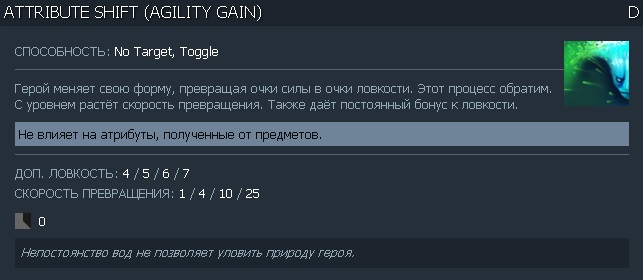 ATTRIBUTE SHIFT (AGILITY GAIN) D
СПОСОБНОСТЬ: No Target, Toggle
Герой меняет свою форму, превращая очки силы в очки ловкости. Этот процесс обратим.
С уровнем растёт скорость превращения. Также даёт постоянный бонус к ловкости.
Не влияет на атрибуты, полученные от предметов.
ДОП. ЛОВКОСТЬ: 4 / 5 / 6 / 7
СКОРОСТЬ ПРЕВРАЩЕНИЯ: 1 / 4 / 10 / 25
0
Непостоянство вод не позволяет уловить природу героя.